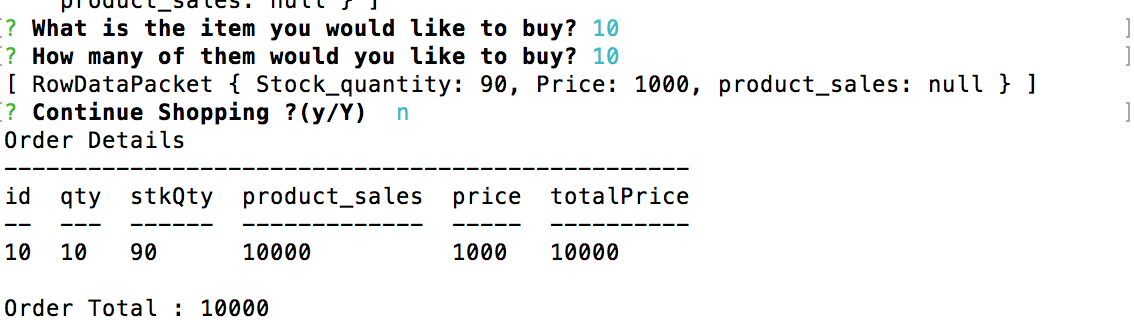 product_sales: null } ]
[? What is the item you would like to buy? 10 ]
[? How many of them would you like to buy? 10 ]
[ RowDataPacket { Stock_quantity: 90, Price: 1000, product_sales: null } ]
[? Continue Shopping ?(y/Y)  n ]
Order Details
-------------------------------------------------
id  qty  stkQty  product_sales  price  totalPrice
--  ---  ------  -------------  -----  ----------
10  10   90      10000          1000   10000
Order Total : 10000